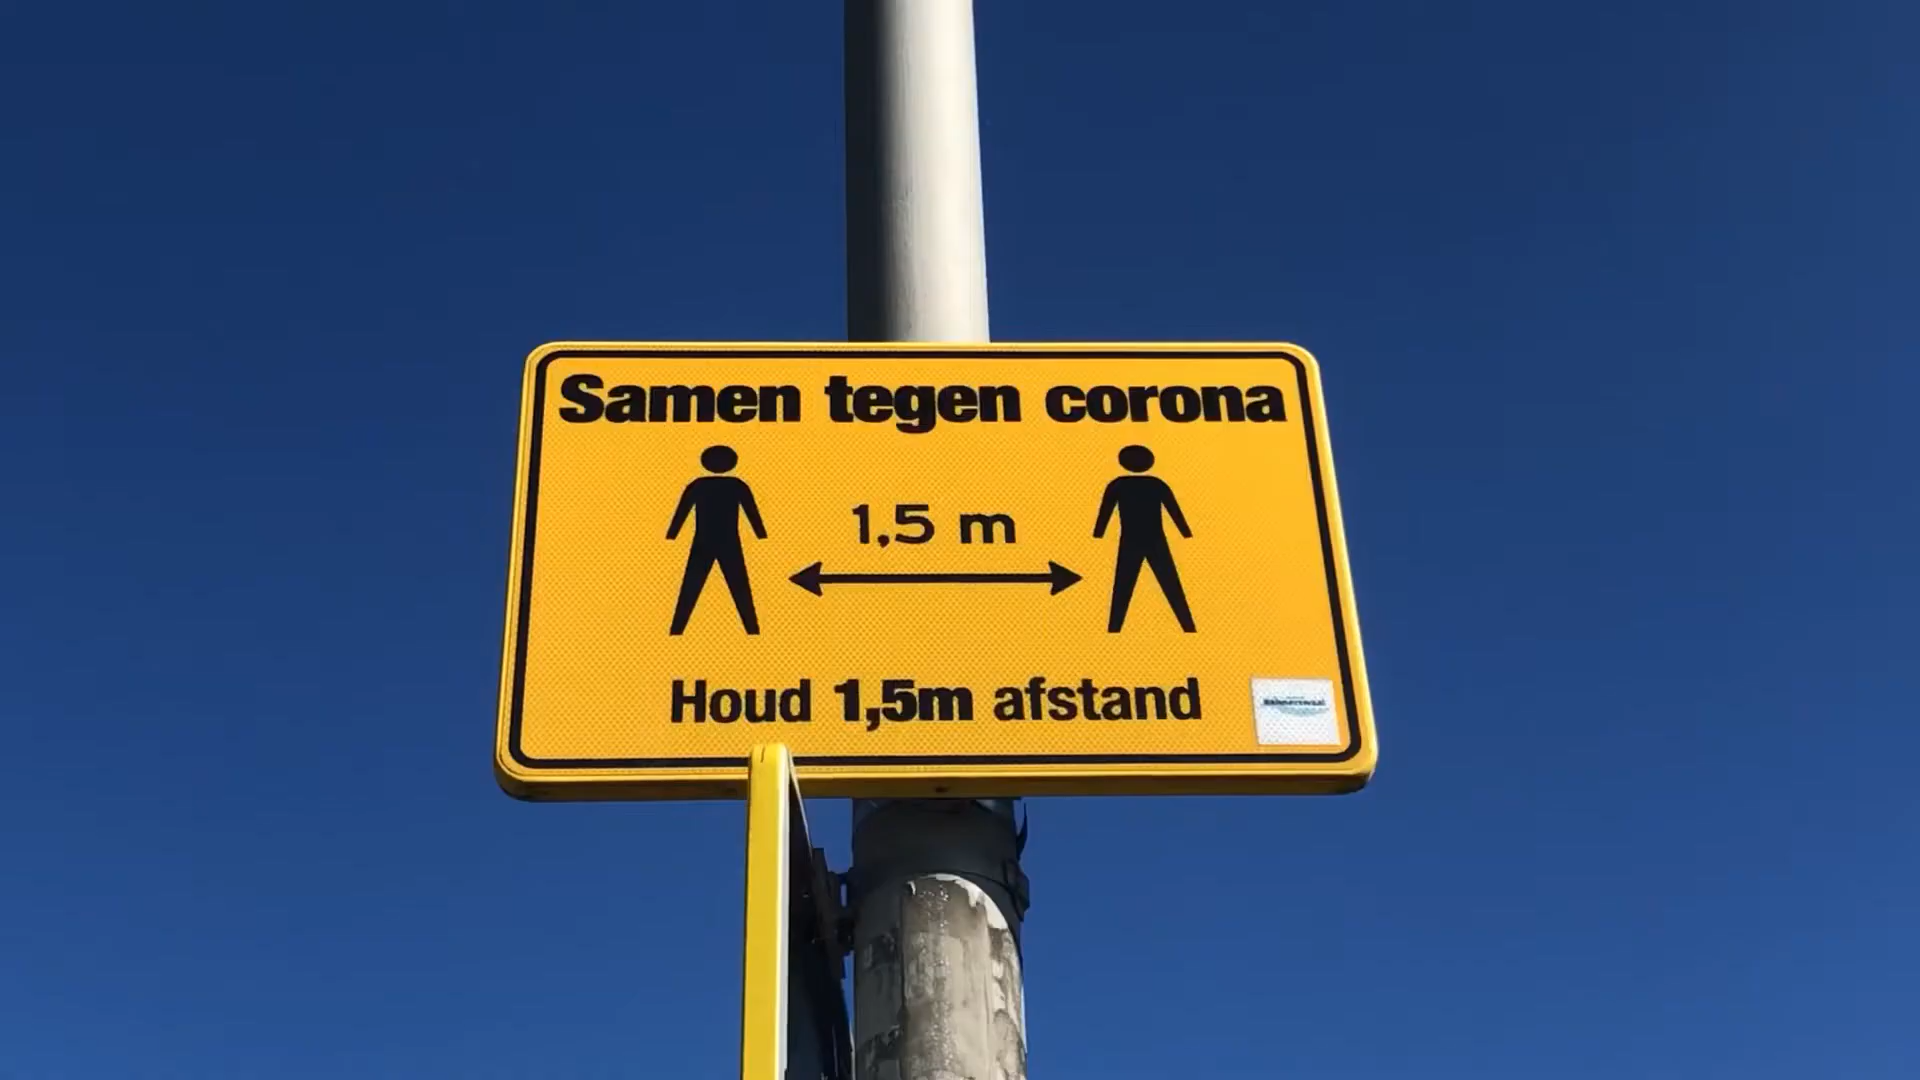 Samen tegen corona
1,5 m
Houd 1,5m afstand